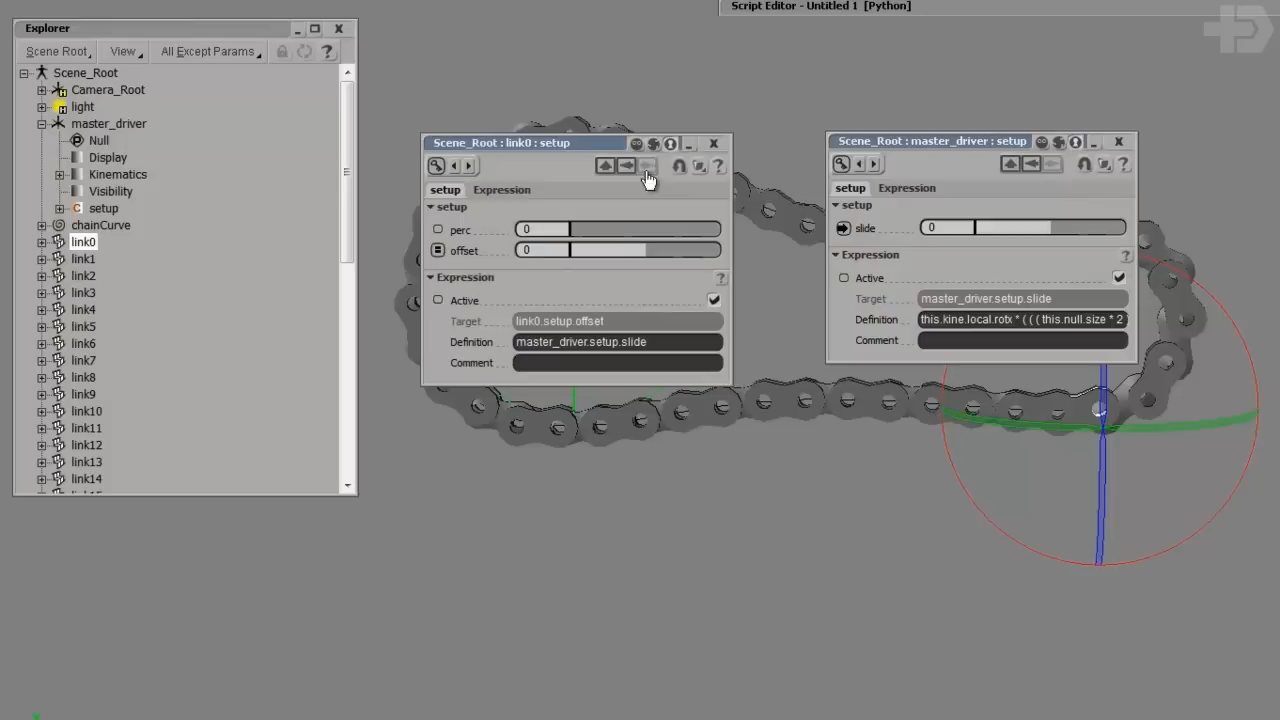 Script Editor - Untitled 1 [Python]
Explorer
Scene Root
View
All Except Params
?
Scene_Root
Camera_Root
light
master_driver
Null
Display
Kinematics
Visibility
setup
chainCurve
link0
link1
link2
link3
link4
link5
link6
link7
link8
link9
link10
link11
link12
link13
link14
Scene_Root : link0 : setup
?
setup Expression
setup
perc 0
offset 0
Expression ?
Active
Target link0.setup.offset
Definition master_driver.setup.slide
Comment
Scene_Root : master_driver : setup
?
setup Expression
setup
slide 0
Expression ?
Active
Target master_driver.setup.slide
Definition this.kine.local.rotx * ( ( ( this.null.size * 2
Comment